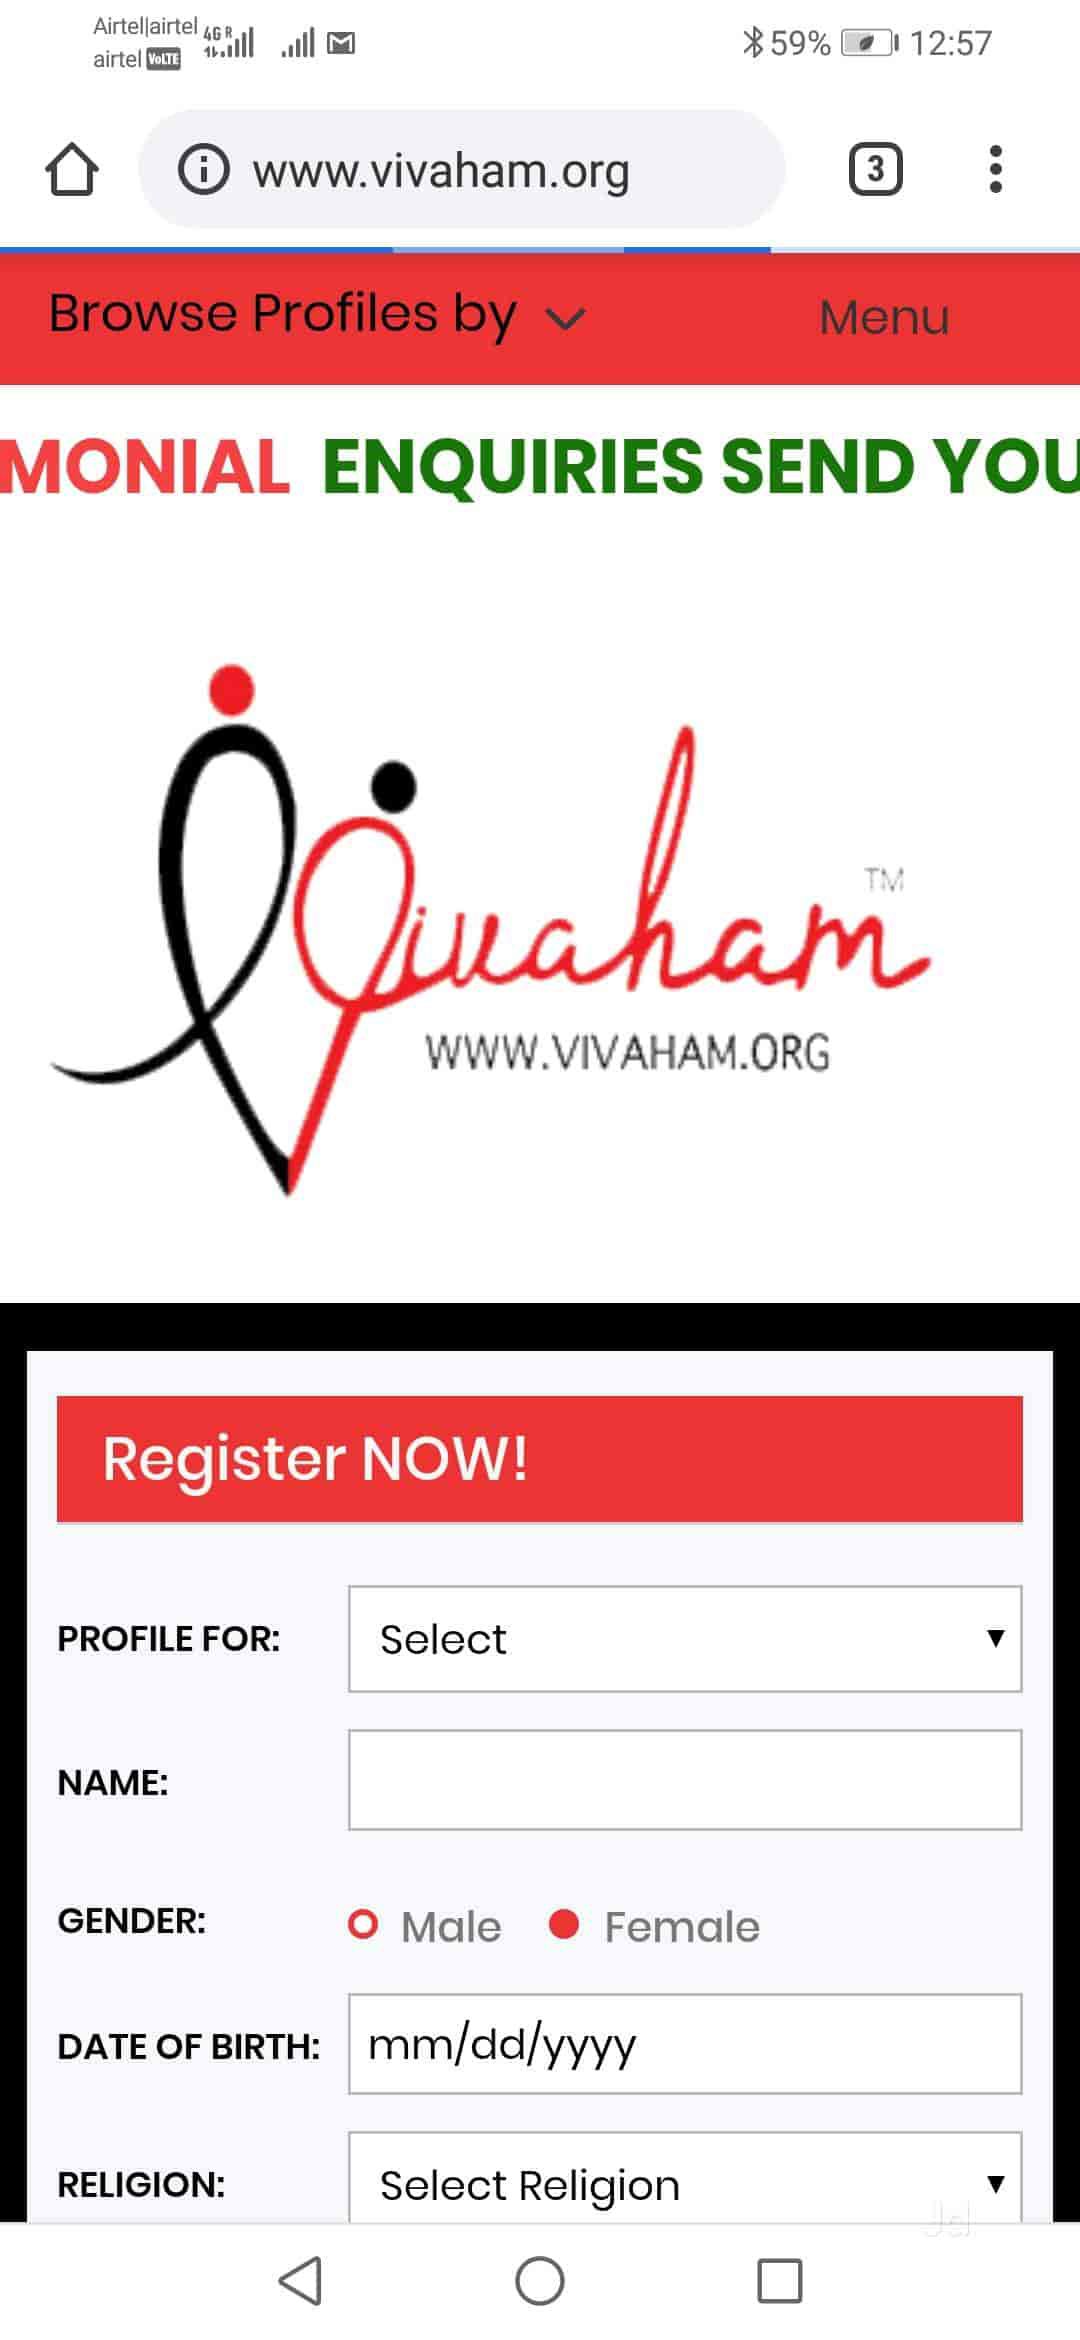 Airtel|airtel 4G R
airtel VoLTE
59% 12:57
www.vivaham.org
3
Browse Profiles by
Menu
MONIAL ENQUIRIES SEND YOU
Vivaham
TM
WWW.VIVAHAM.ORG
Register NOW!
PROFILE FOR: Select
NAME:
GENDER: Male Female
DATE OF BIRTH: mm/dd/yyyy
RELIGION: Select Religion
Jd